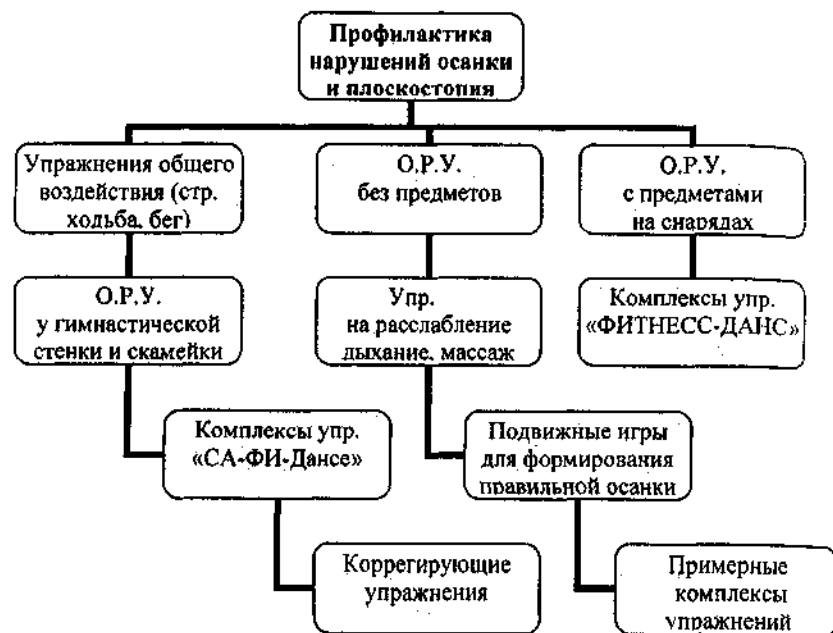 Профилактика
нарушений осанки
и плоскостопия
Упражнения общего
воздействия (стр.
ходьба, бег)
О.Р.У.
без предметов
О.Р.У.
с предметами
на снарядах
О.Р.У.
у гимнастической
стенки и скамейки
Упр.
на расслабление
дыхание, массаж
Комплексы упр.
«ФИТНЕСС-ДАНС»
Комплексы упр.
«СА-ФИ-Дансе»
Подвижные игры
для формирования
правильной осанки
Коррегирующие
упражнения
Примерные
комплексы
упражнений